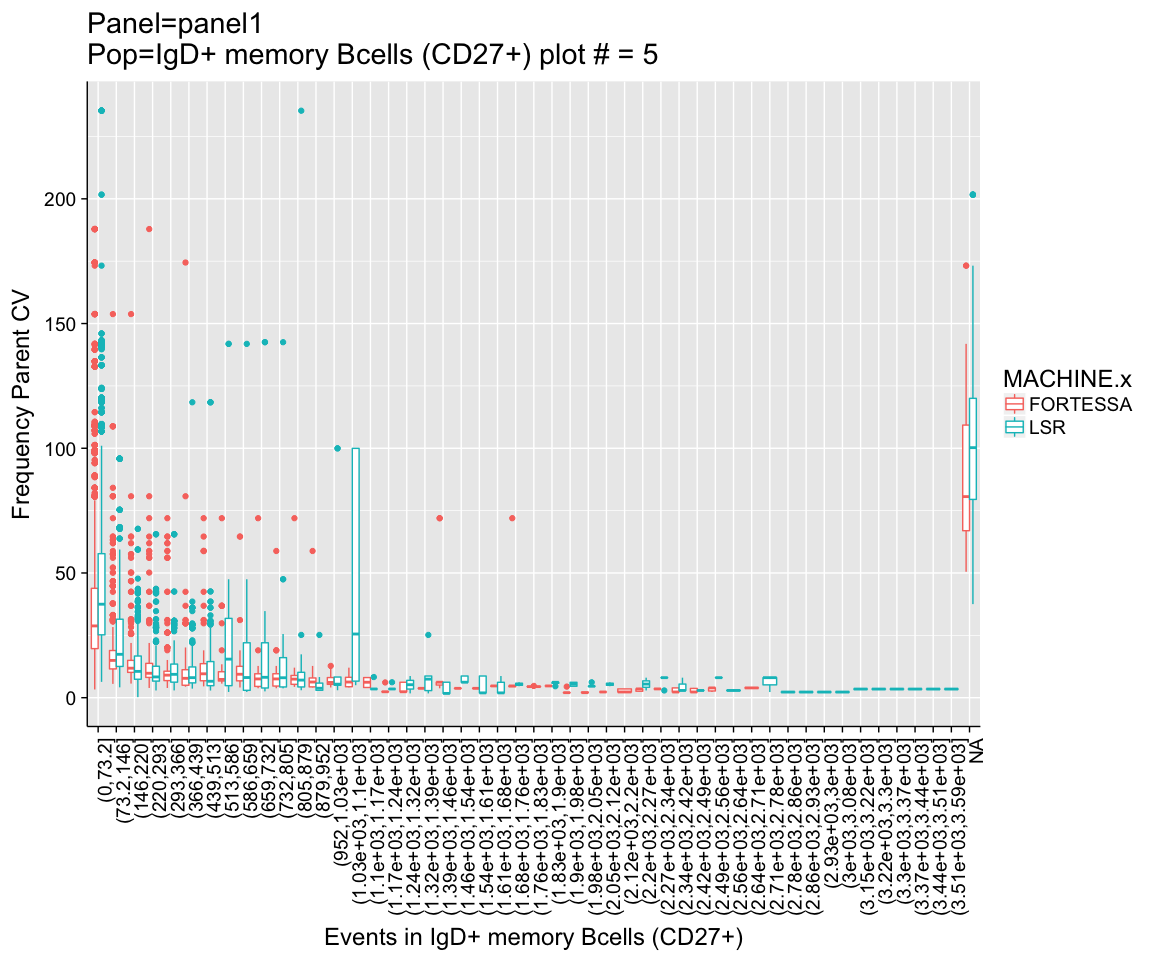 Panel=panel1
Pop=IgD+ memory Bcells (CD27+) plot # = 5
Frequency Parent CV
200
150
100
50
0
(0,73.2]
(73.2,146]
(146,220]
(220,293]
(293,366]
(366,439]
(439,513]
(513,586]
(586,659]
(659,732]
(732,805]
(805,879]
(879,952]
(952,1.03e+03]
(1.03e+03,1.1e+03]
(1.1e+03,1.17e+03]
(1.17e+03,1.24e+03]
(1.24e+03,1.32e+03]
(1.32e+03,1.39e+03]
(1.39e+03,1.46e+03]
(1.46e+03,1.54e+03]
(1.54e+03,1.61e+03]
(1.61e+03,1.68e+03]
(1.68e+03,1.76e+03]
(1.76e+03,1.83e+03]
(1.83e+03,1.9e+03]
(1.9e+03,1.98e+03]
(1.98e+03,2.05e+03]
(2.05e+03,2.12e+03]
(2.12e+03,2.2e+03]
(2.2e+03,2.27e+03]
(2.27e+03,2.34e+03]
(2.34e+03,2.42e+03]
(2.42e+03,2.49e+03]
(2.49e+03,2.56e+03]
(2.56e+03,2.64e+03]
(2.64e+03,2.71e+03]
(2.71e+03,2.78e+03]
(2.78e+03,2.86e+03]
(2.86e+03,2.93e+03]
(2.93e+03,3e+03]
(3e+03,3.08e+03]
(3.15e+03,3.22e+03]
(3.22e+03,3.3e+03]
(3.3e+03,3.37e+03]
(3.37e+03,3.44e+03]
(3.44e+03,3.51e+03]
(3.51e+03,3.59e+03]
NA
Events in IgD+ memory Bcells (CD27+)
MACHINE.x
FORTESSA
LSR